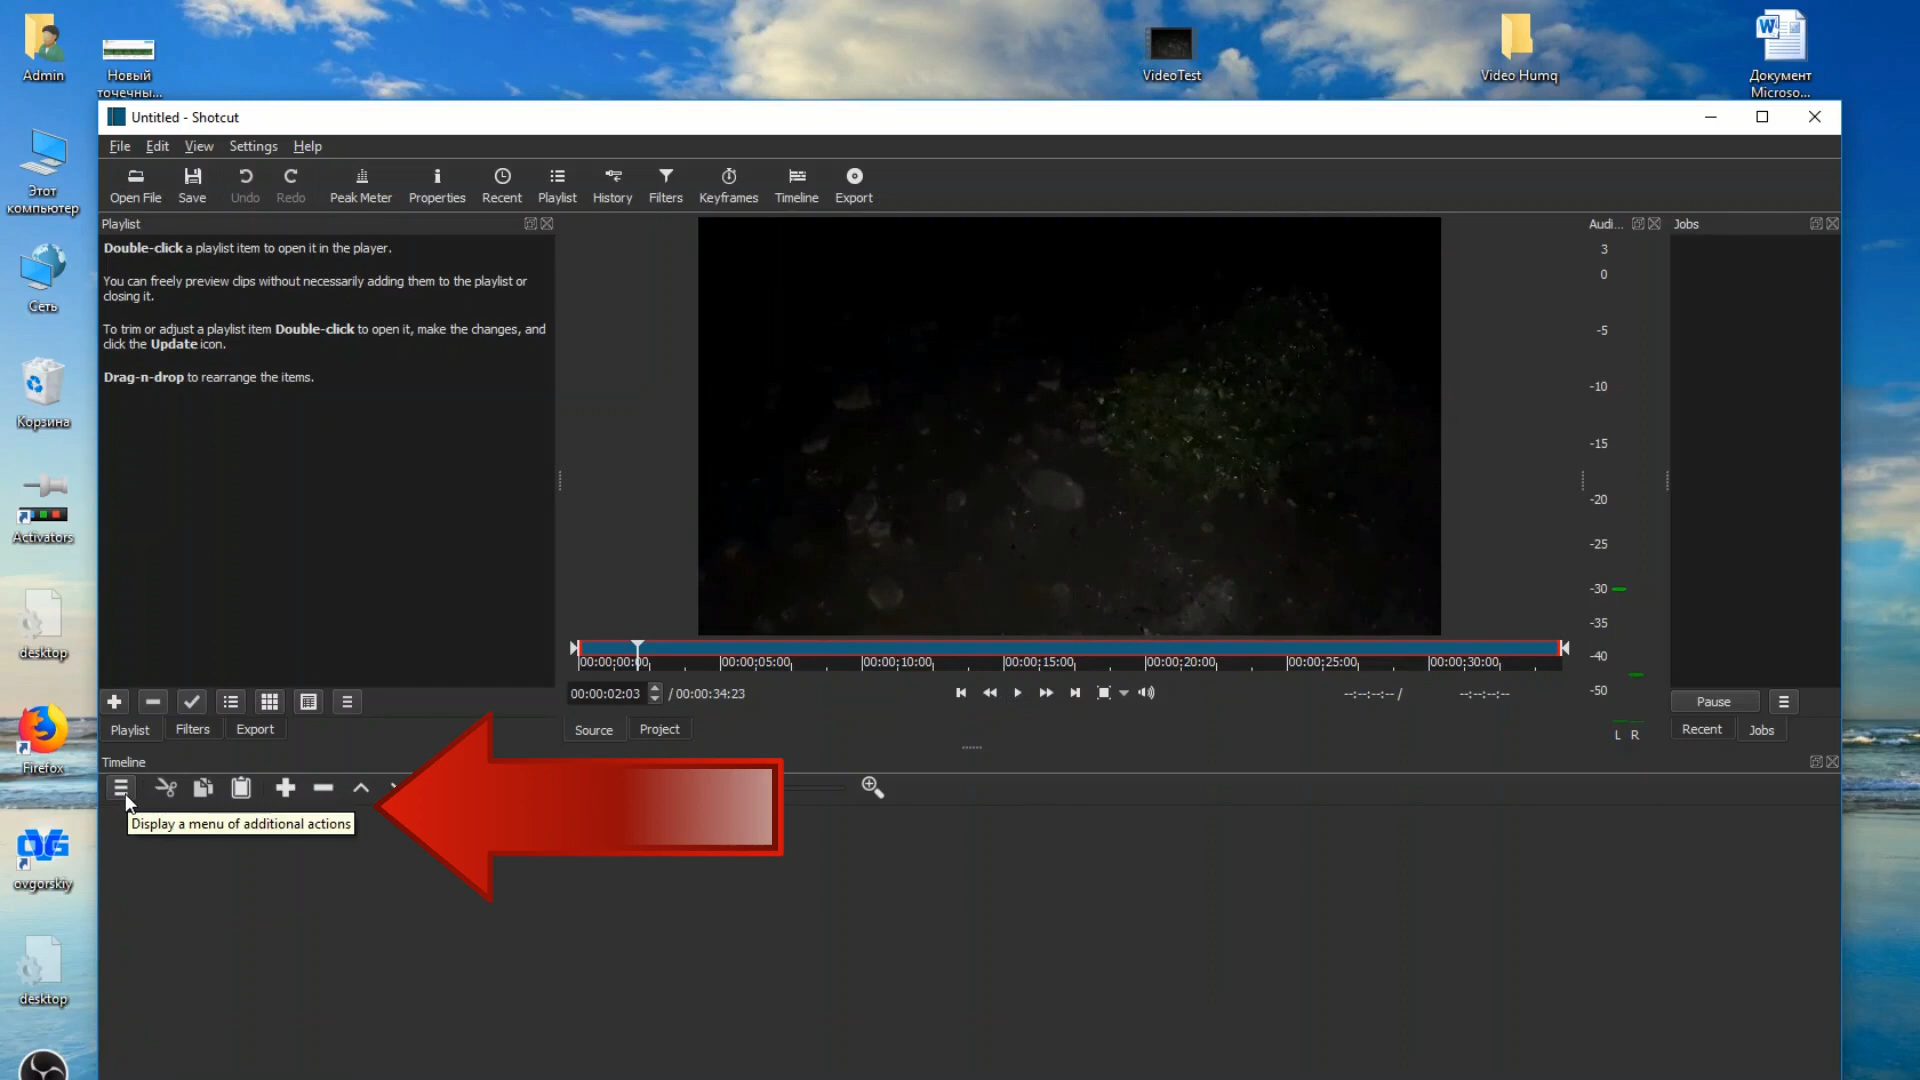 Admin
Новый
точечны...
VideoTest
Video Humq
Документ
Microso...
Этот
компьютер
Сеть
Корзина
Activators
desktop
Firefox
ovgorskiy
desktop
Untitled - Shotcut
File Edit View Settings Help
Open File Save Undo Redo Peak Meter Properties Recent Playlist History Filters Keyframes Timeline Export
Playlist
Double-click a playlist item to open it in the player.
You can freely preview clips without necessarily adding them to the playlist or
closing it.
To trim or adjust a playlist item Double-click to open it, make the changes, and
click the Update icon.
Drag-n-drop to rearrange the items.
Playlist Filters Export
00:00:00:00 00:00:05:00 00:00:10:00 00:00:15:00 00:00:20:00 00:00:25:00 00:00:30:00
00:00:02:03 / 00:00:34:23 --:--:--:-- / --:--:--:--
Source Project
Audi...
3
0
-5
-10
-15
-20
-25
-30
-35
-40
-50
L R
Jobs
Pause
Recent Jobs
Timeline
Display a menu of additional actions